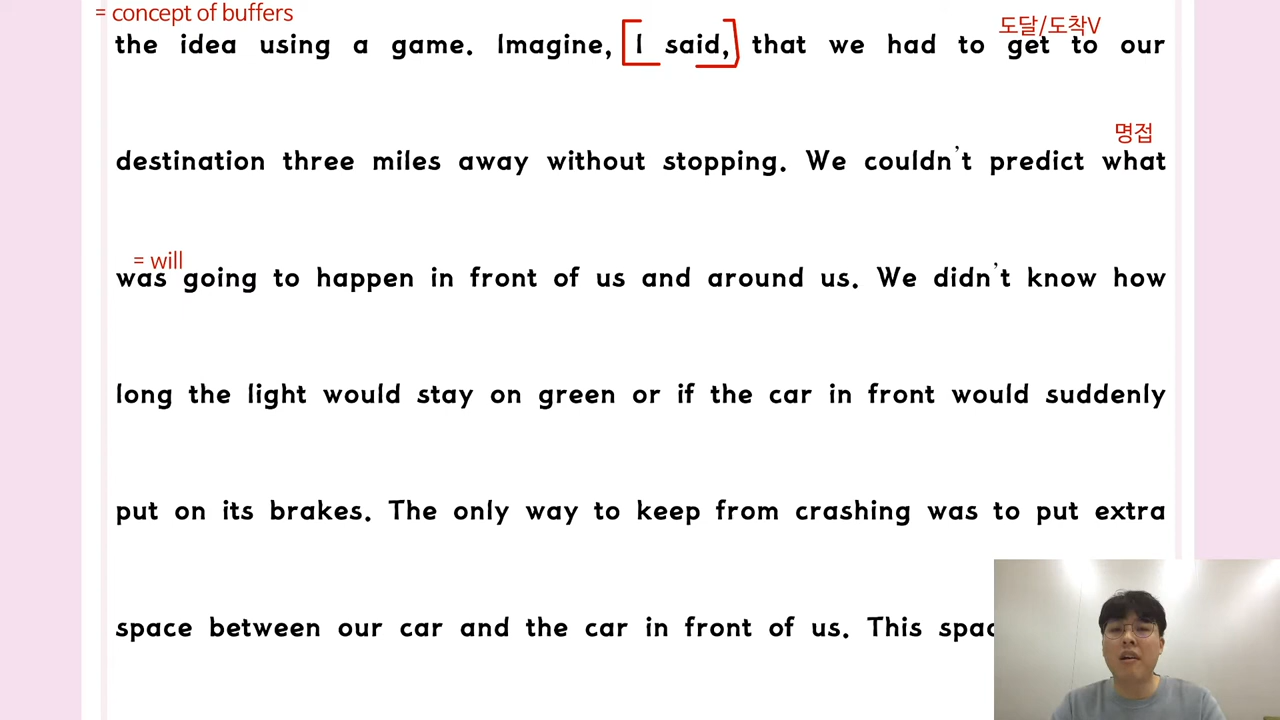 = concept of buffers
도달/도착V
the idea using a game. Imagine, I said, that we had to get to our
명접
destination three miles away without stopping. We couldn't predict what
= will
was going to happen in front of us and around us. We didn't know how
long the light would stay on green or if the car in front would suddenly
put on its brakes. The only way to keep from crashing was to put extra
space between our car and the car in front of us. This